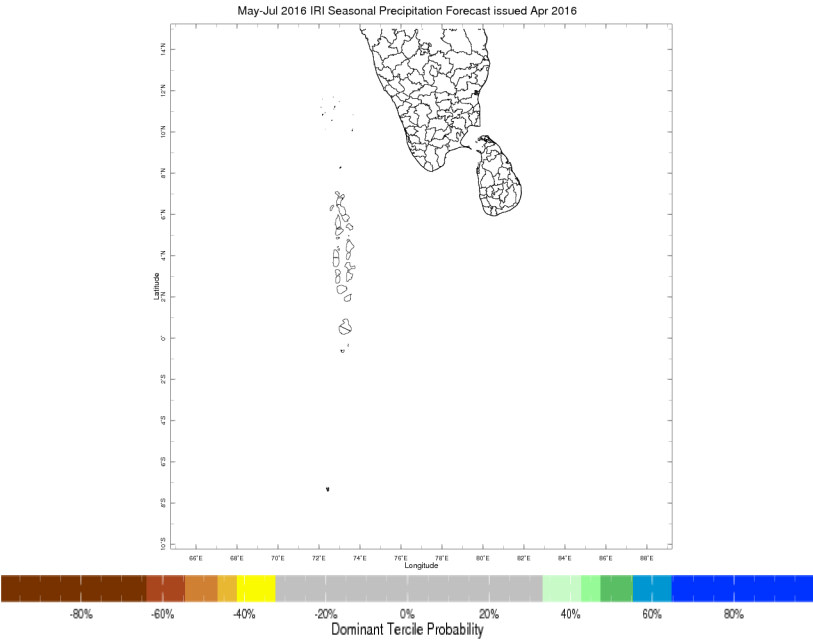 May-Jul 2016 IRI Seasonal Precipitation Forecast issued Apr 2016
14°N
12°N
10°N
8°N
6°N
4°N
2°N
0°
2°S
4°S
6°S
8°S
10°S
Latitude
66°E 68°E 70°E 72°E 74°E 76°E 78°E 80°E 82°E 84°E 86°E 88°E
Longitude
-80% -60% -40% -20% 0% 20% 40% 60% 80%
Dominant Tercile Probability